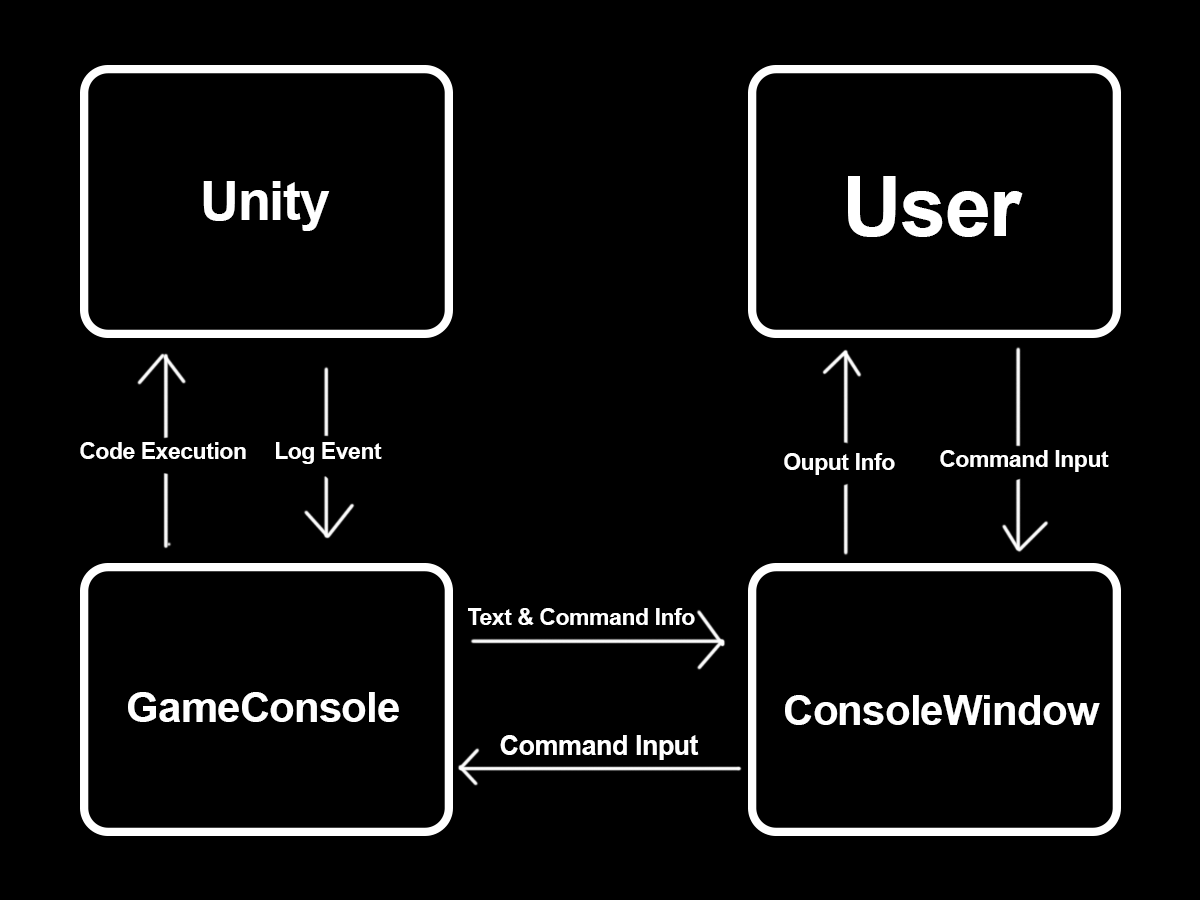 Unity
User
Code Execution
Log Event
Ouput Info
Command Input
Text & Command Info
GameConsole
ConsoleWindow
Command Input